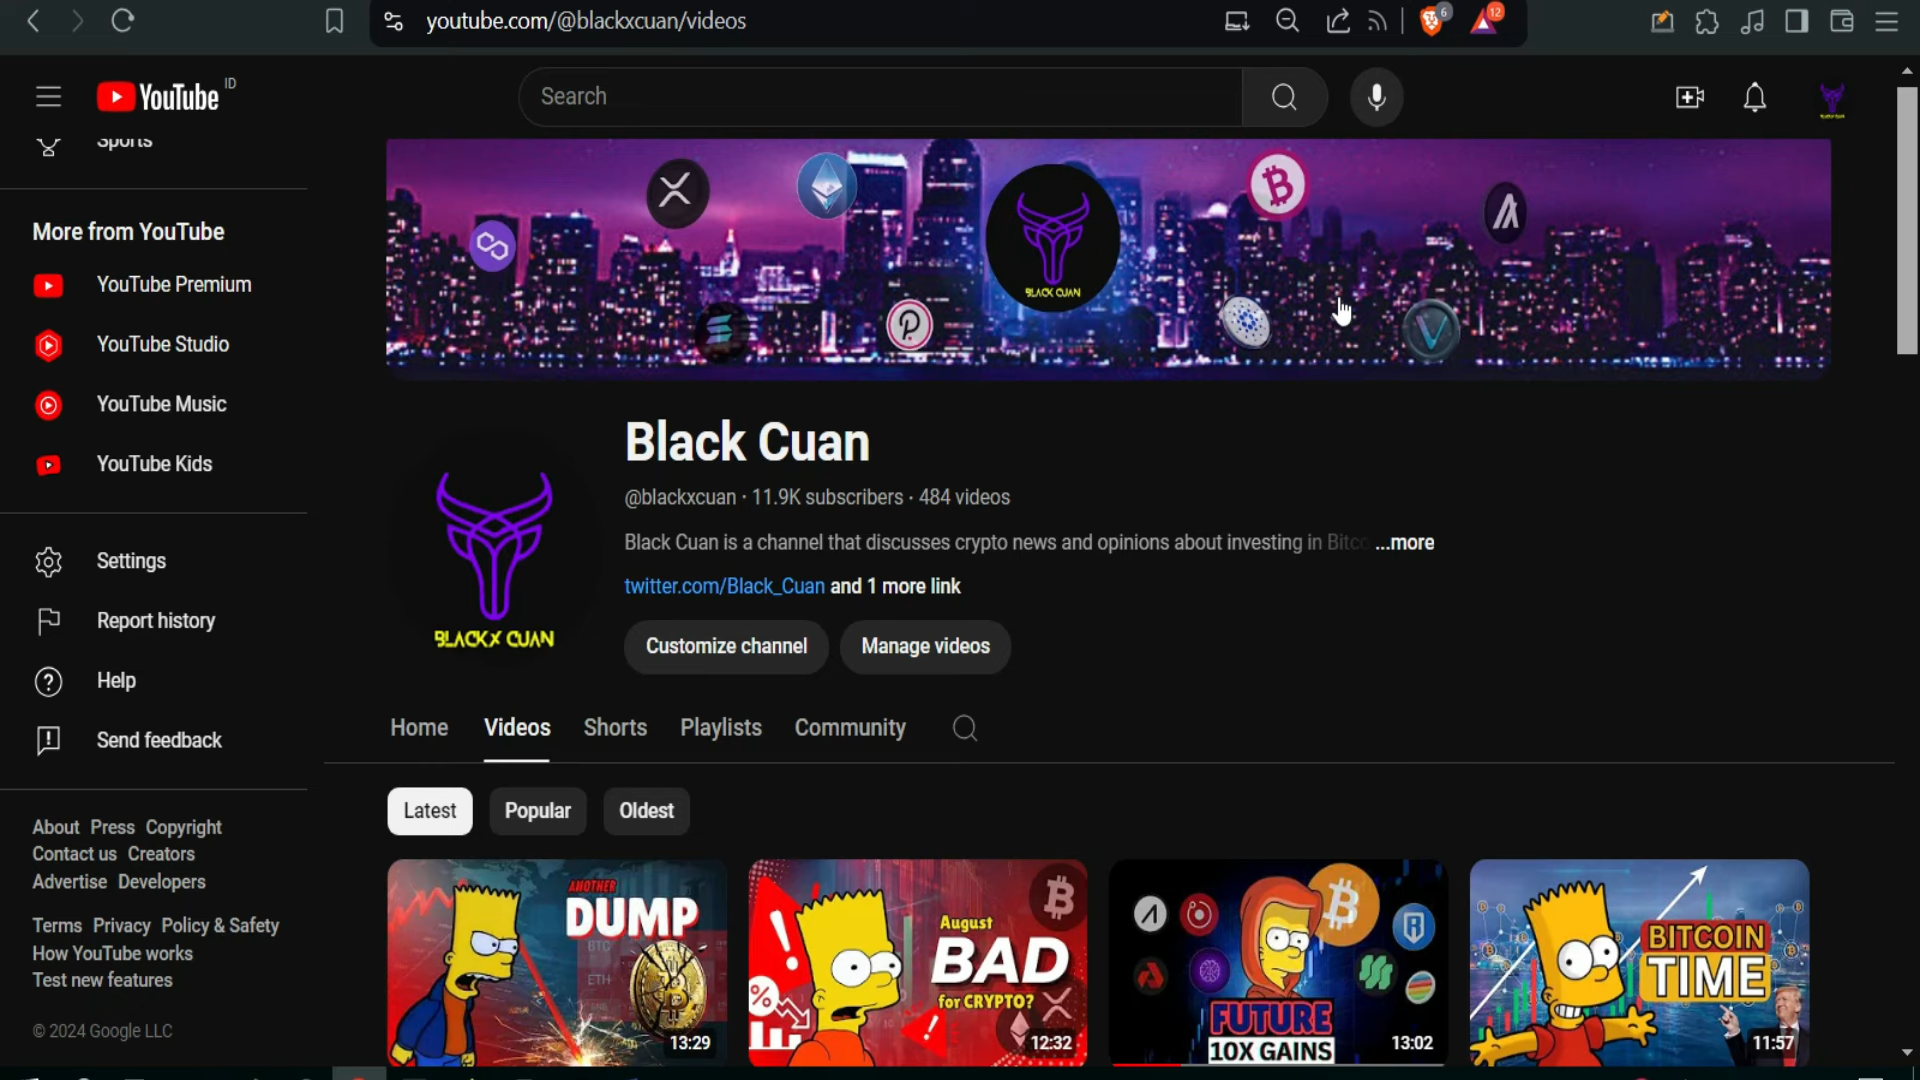 youtube.com/@blackxcuan/videos
6
12
YouTube ID
Search
Sports
More from YouTube
YouTube Premium
YouTube Studio
YouTube Music
YouTube Kids
Settings
Report history
Help
Send feedback
About Press Copyright
Contact us Creators
Advertise Developers
Terms Privacy Policy & Safety
How YouTube works
Test new features
© 2024 Google LLC
BLACK CUAN
BLACKX CUAN
Black Cuan
@blackxcuan · 11.9K subscribers · 484 videos
Black Cuan is a channel that discusses crypto news and opinions about investing in Bitco ...more
twitter.com/Black_Cuan and 1 more link
Customize channel
Manage videos
Home
Videos
Shorts
Playlists
Community
Latest
Popular
Oldest
ANOTHER
DUMP
BTC
ETH
13:29
August
BAD
for CRYPTO?
12:32
FUTURE
10X GAINS
13:02
BITCOIN
TIME
11:57